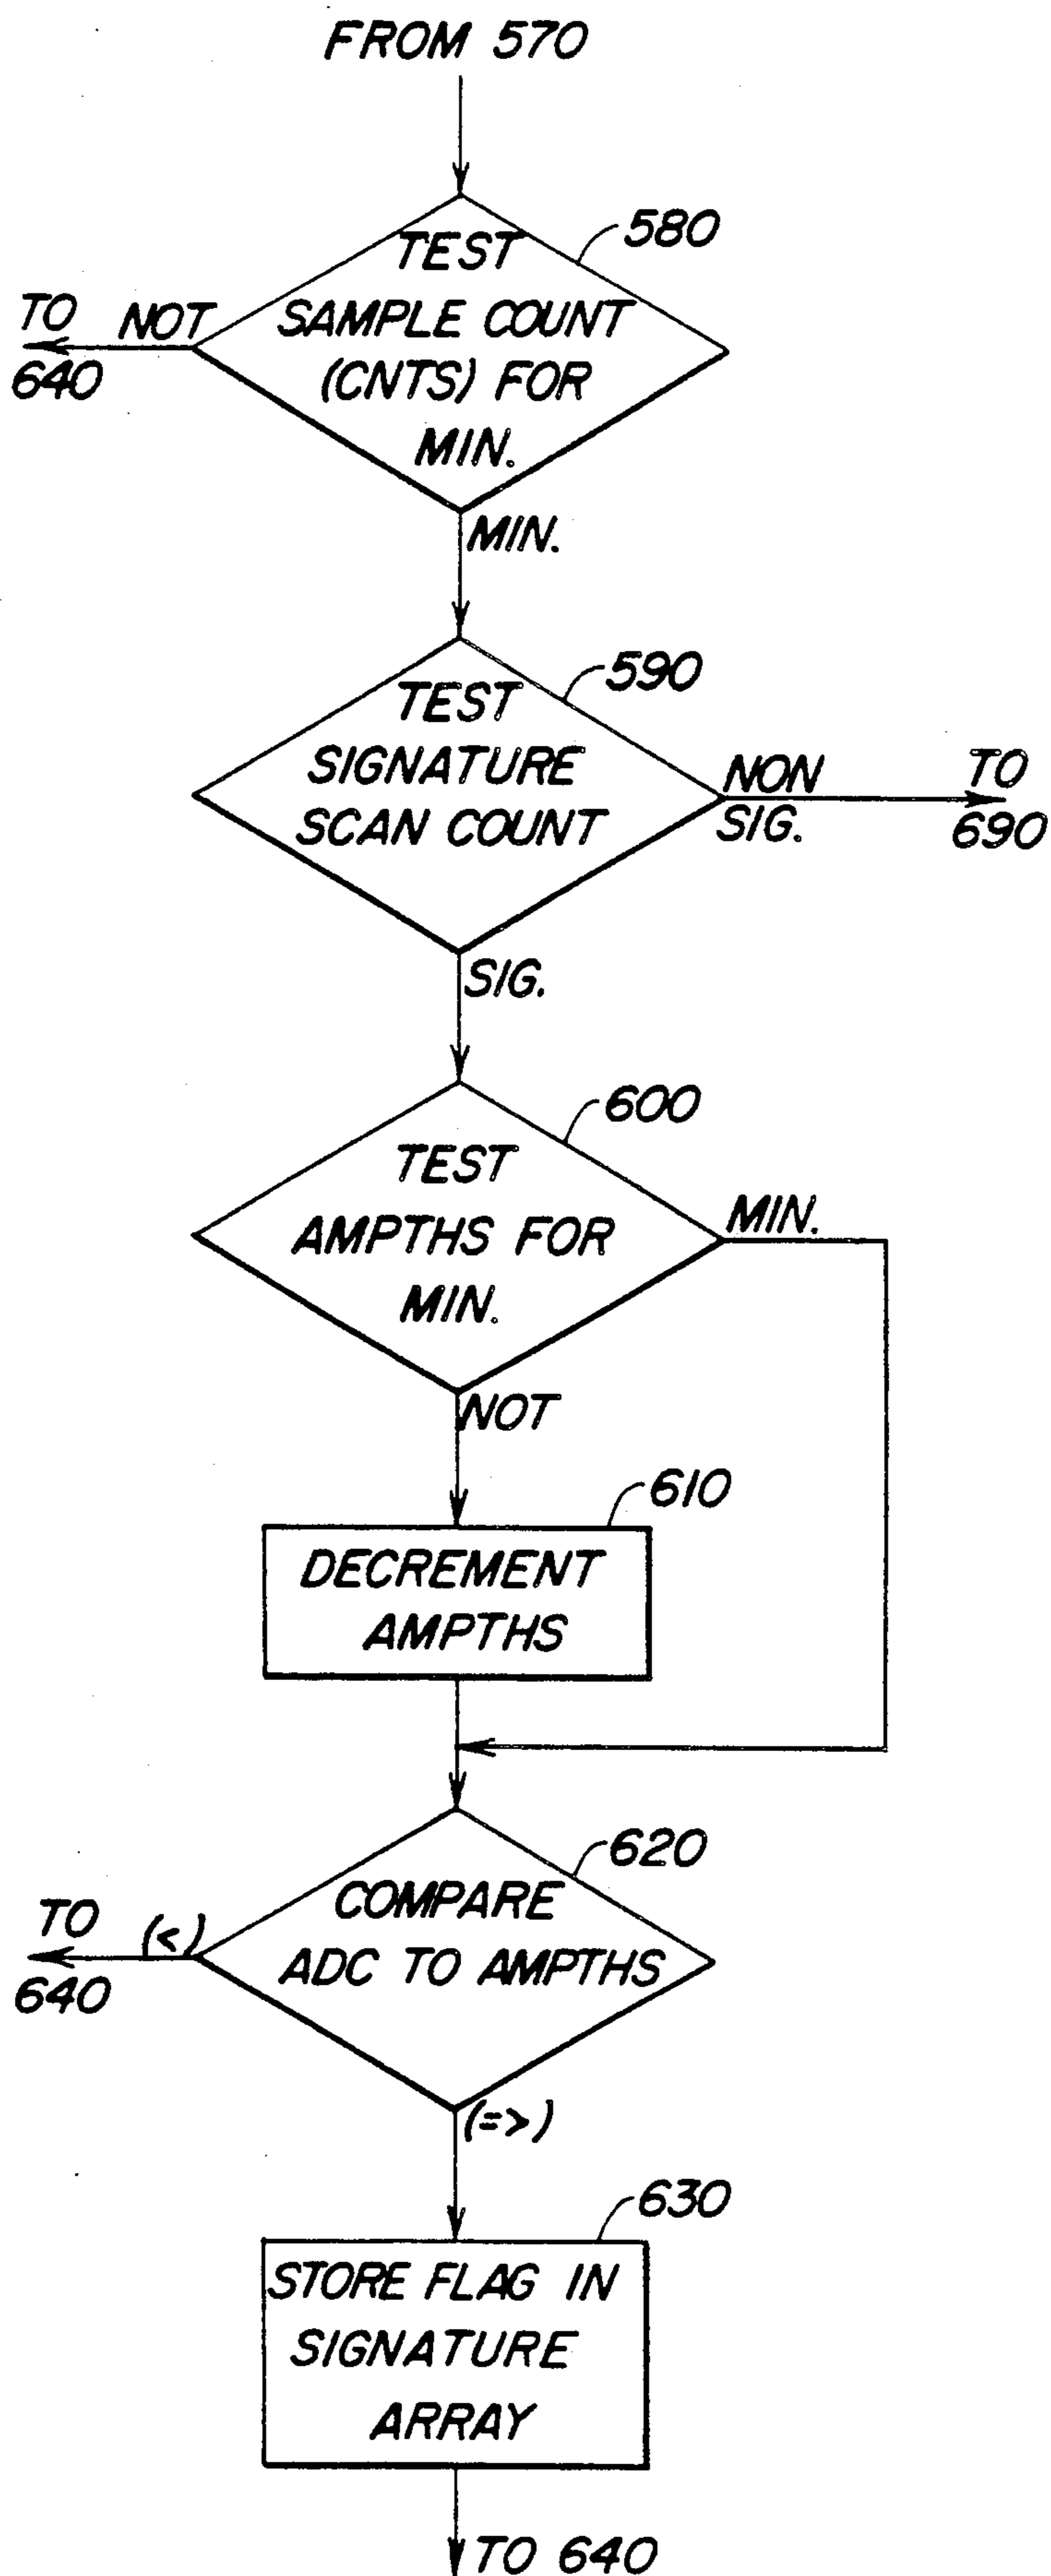 FROM 570
580
TEST
SAMPLE COUNT
(CNTS) FOR
MIN.
TO NOT
640
MIN.
590
TEST
SIGNATURE
SCAN COUNT
NON TO
SIG. 690
SIG.
600
TEST
AMPTHS FOR
MIN.
MIN.
NOT
610
DECREMENT
AMPTHS
620
COMPARE
ADC TO AMPTHS
TO (<)
640
(=>)
630
STORE FLAG IN
SIGNATURE
ARRAY
TO 640